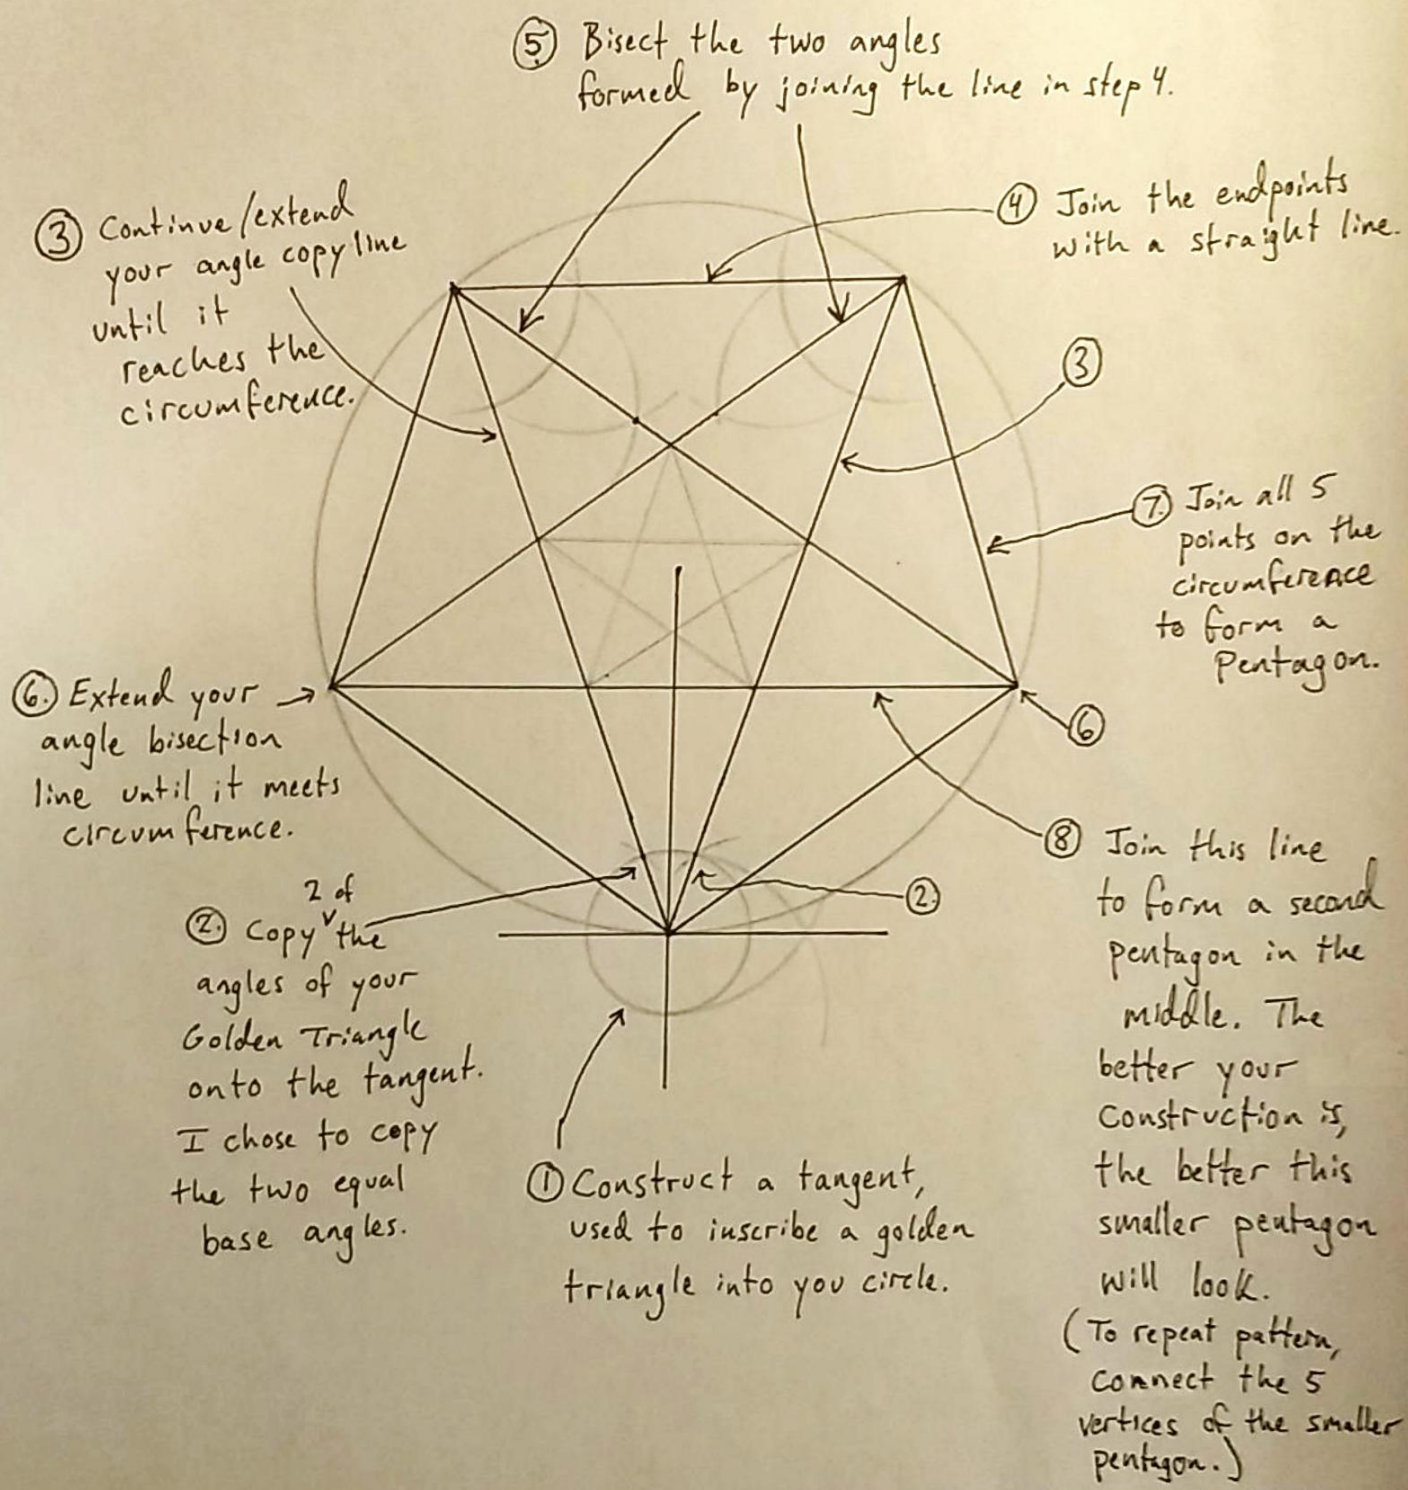 ⑤ Bisect the two angles
formed by joining the line in step 4.
③ Continue/extend
your angle copy line
until it
reaches the
circumference.
④ Join the endpoints
with a straight line.
③
⑦ Join all 5
points on the
circumference
to form a
Pentagon.
⑥ Extend your
angle bisection
line until it meets
circumference.
⑥
② Copy 2 of the
angles of your
Golden Triangle
onto the tangent.
I chose to copy
the two equal
base angles.
②
① Construct a tangent,
used to inscribe a golden
triangle into you circle.
⑧ Join this line
to form a second
pentagon in the
middle. The
better your
construction is,
the better this
smaller pentagon
will look.
(To repeat pattern,
connect the 5
vertices of the smaller
pentagon.)